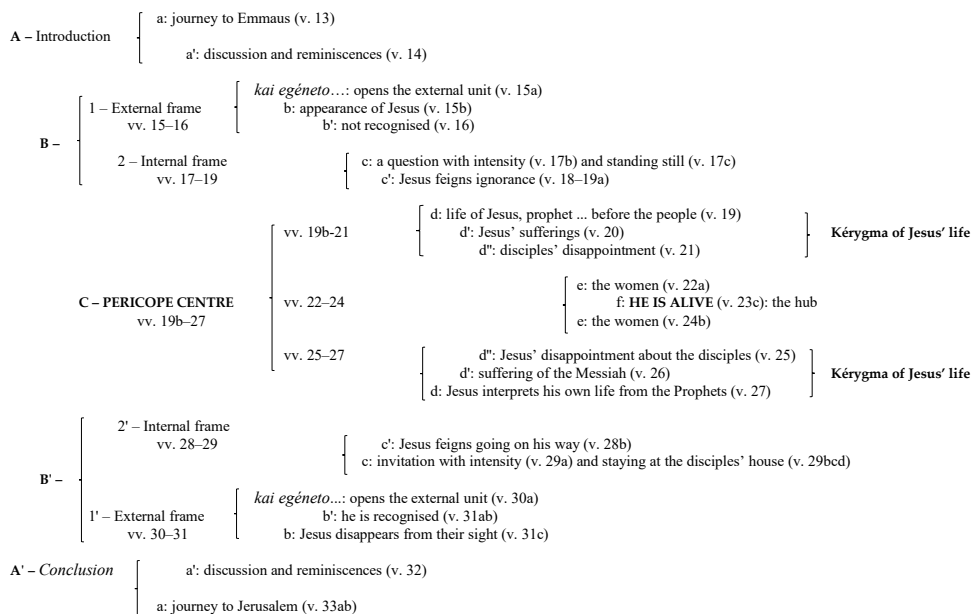 a: journey to Emmaus (v. 13)
A – Introduction
a': discussion and reminiscences (v. 14)
kai egéneto…: opens the external unit (v. 15a)
1 – External frame
b: appearance of Jesus (v. 15b)
vv. 15–16
b': not recognised (v. 16)
B –
2 – Internal frame
c: a question with intensity (v. 17b) and standing still (v. 17c)
vv. 17–19
c': Jesus feigns ignorance (v. 18–19a)
d: life of Jesus, prophet ... before the people (v. 19)
vv. 19b-21
d': Jesus' sufferings (v. 20)
Kérygma of Jesus' life
d": disciples' disappointment (v. 21)
e: the women (v. 22a)
C – PERICOPE CENTRE
vv. 22–24
f: HE IS ALIVE (v. 23c): the hub
vv. 19b–27
e: the women (v. 24b)
vv. 25–27
d": Jesus' disappointment about the disciples (v. 25)
d': suffering of the Messiah (v. 26)
Kérygma of Jesus' life
d: Jesus interprets his own life from the Prophets (v. 27)
2' – Internal frame
vv. 28–29
c': Jesus feigns going on his way (v. 28b)
c: invitation with intensity (v. 29a) and staying at the disciples' house (v. 29bcd)
B' –
kai egéneto...: opens the external unit (v. 30a)
1' – External frame
b': he is recognised (v. 31ab)
vv. 30–31
b: Jesus disappears from their sight (v. 31c)
A' – Conclusion
a': discussion and reminiscences (v. 32)
a: journey to Jerusalem (v. 33ab)